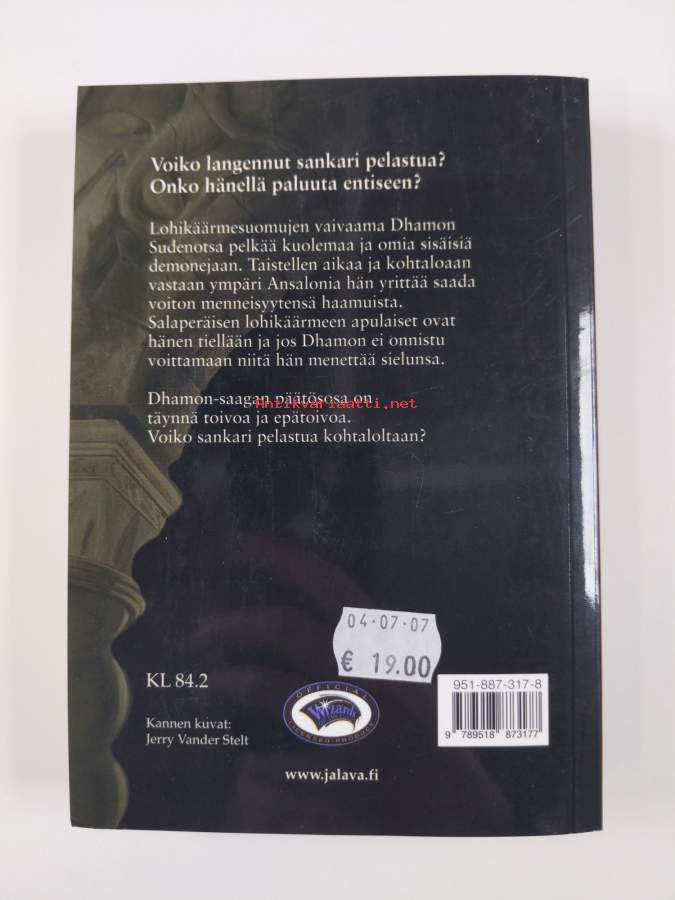 Voiko langennut sankari pelastua?
Onko hänellä paluuta entiseen?
Lohikäärmesuomujen vaivaama Dhamon
Sudenotsa pelkää kuolemaa ja omia sisäisiä
demonejaan. Taistellen aikaa ja kohtaloaan
vastaan ympäri Ansalonia hän yrittää saada
voiton menneisyytensä haamuista.
Salaperäisen lohikäärmeen apulaiset ovat
hänen tiellään ja jos Dhamon ei onnistu
voittamaan niitä hän menettää sielunsa.
Dhamon-saagan päätösosa on
Antikvariaatti.net
täynnä toivoa ja epätoivoa.
Voiko sankari pelastua kohtaloltaan?
04·07·07
€ 19.00
KL 84.2
Kannen kuvat:
Jerry Vander Stelt
OFFICIAL
Wizards
LICENSED PRODUCT
951-887-317-8
9 789518 873177
www.jalava.fi